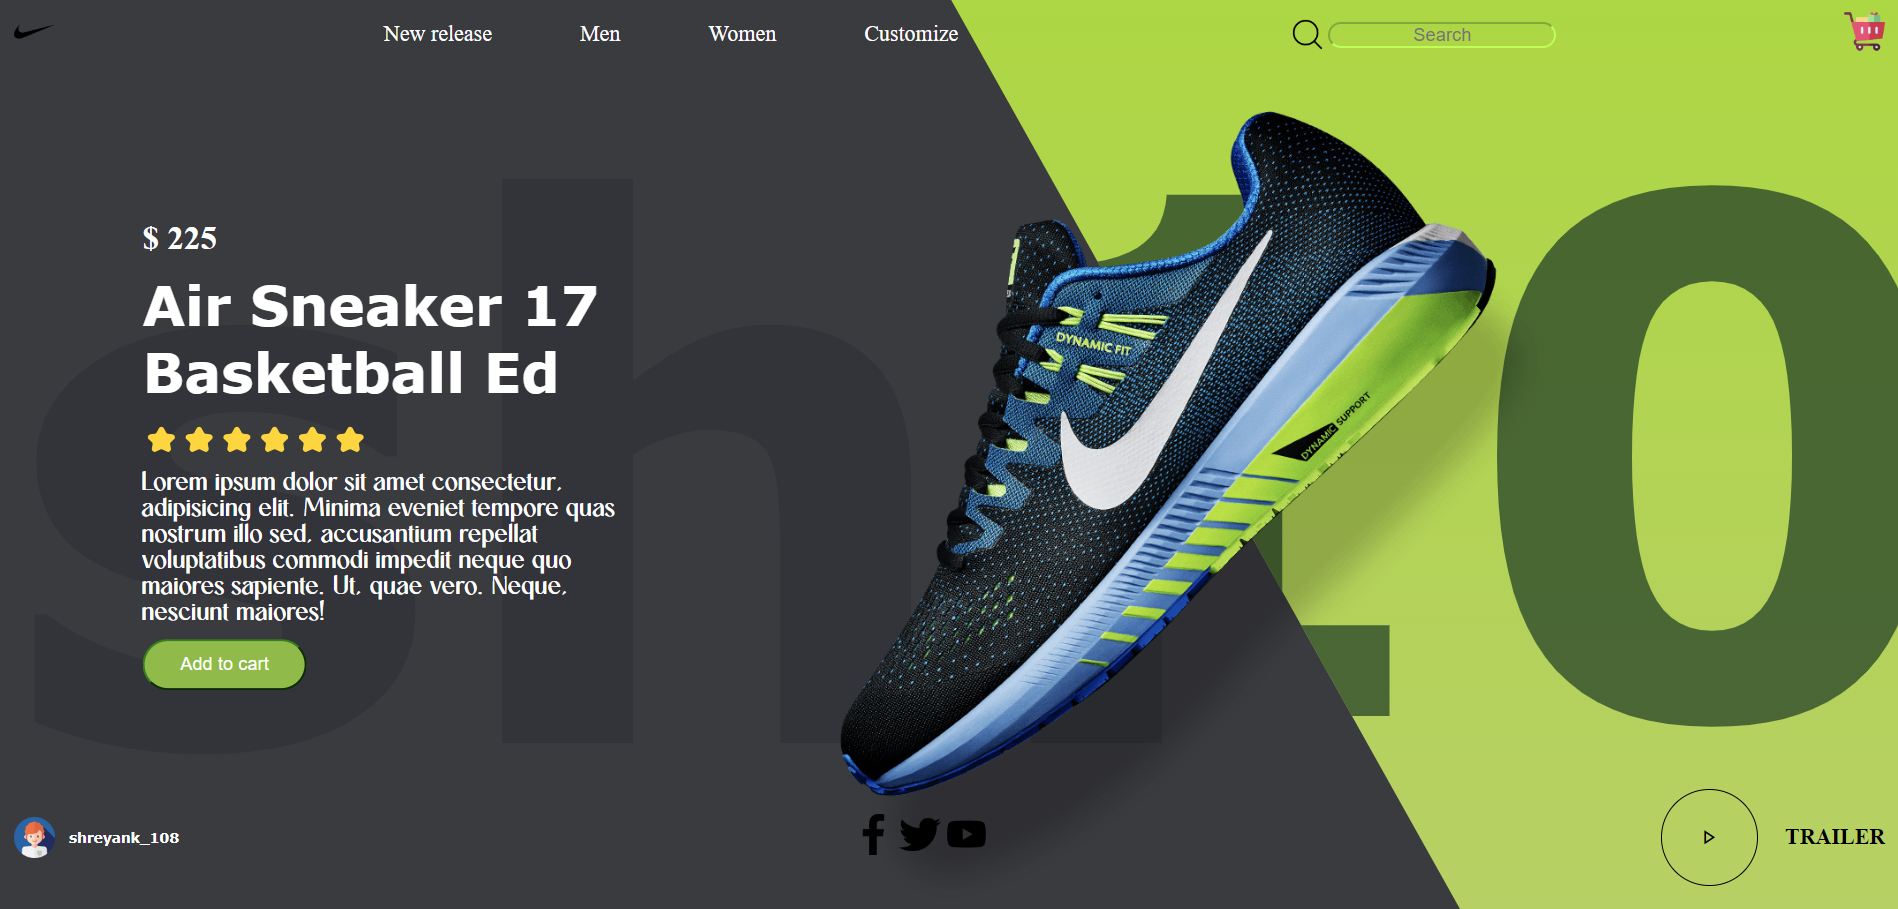 New release Men Women Customize Search
$ 225
Air Sneaker 17
Basketball Ed
Lorem ipsum dolor sit amet consectetur,
adipisicing elit. Minima eveniet tempore quas
nostrum illo sed, accusantium repellat
voluptatibus commodi impedit neque quo
maiores sapiente. Ut, quae vero. Neque,
nesciunt maiores!
Add to cart
DYNAMIC FIT
DYNAMIC SUPPORT
shreyank_108
TRAILER